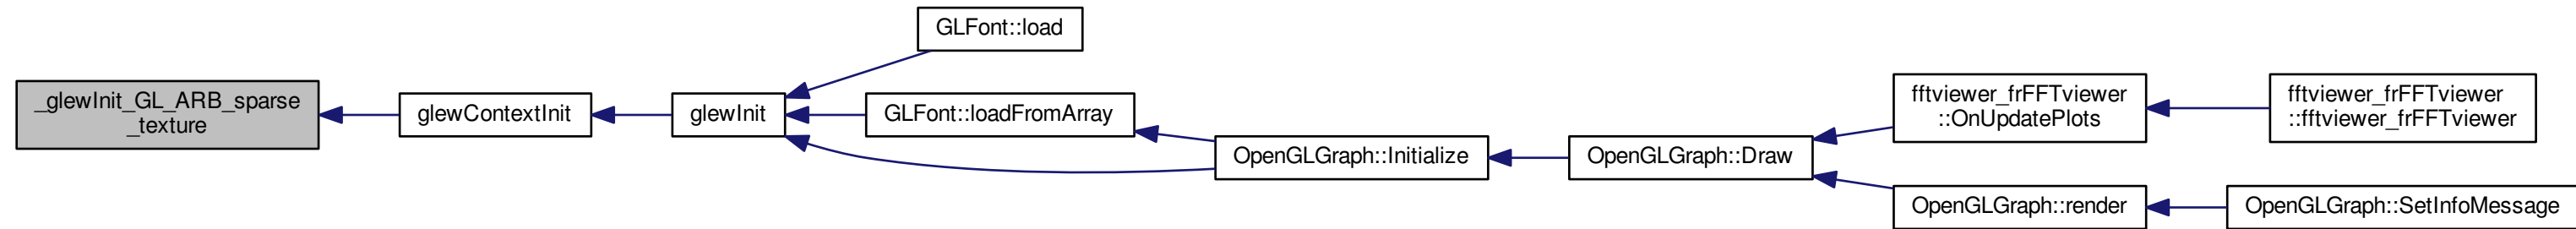 GLFont::load
_glewInit_GL_ARB_sparse
_texture
glewContextInit
glewInit
GLFont::loadFromArray
OpenGLGraph::Initialize
OpenGLGraph::Draw
fftviewer_frFFTviewer
::OnUpdatePlots
fftviewer_frFFTviewer
::fftviewer_frFFTviewer
OpenGLGraph::render
OpenGLGraph::SetInfoMessage